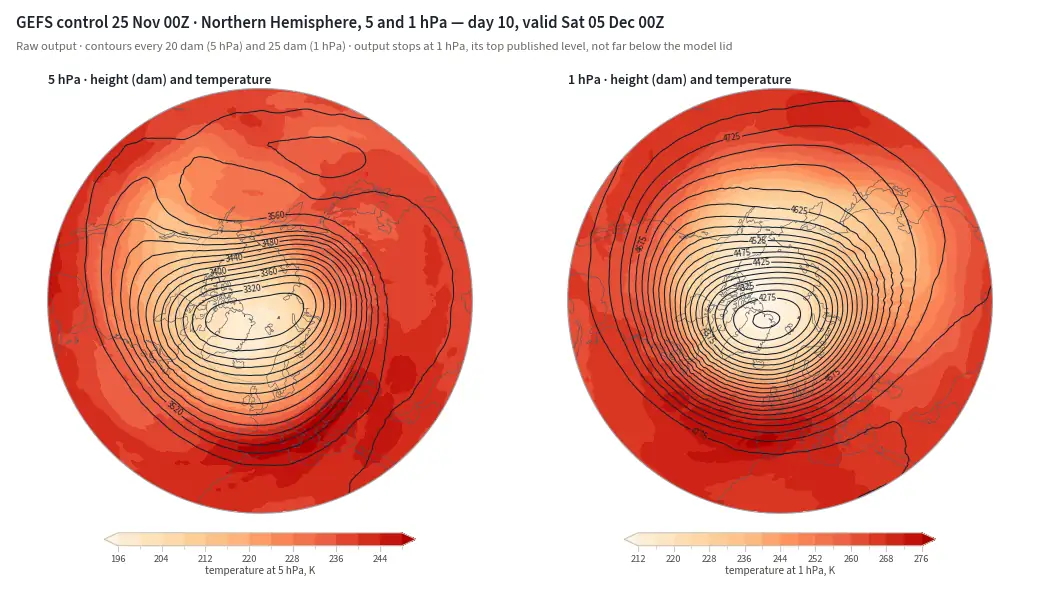 GEFS control 25 Nov 00Z · Northern Hemisphere, 5 and 1 hPa — day 10, valid Sat 05 Dec 00Z
Raw output · contours every 20 dam (5 hPa) and 25 dam (1 hPa) · output stops at 1 hPa, its top published level, not far below the model lid
5 hPa · height (dam) and temperature
1 hPa · height (dam) and temperature
4725
3560
4625
4675
4525
3440
4475
3360
4425
3320
4275
3520
196 204 212 220 228 236 244
212 220 228 236 244 252 260 268 276
temperature at 5 hPa, K
temperature at 1 hPa, K